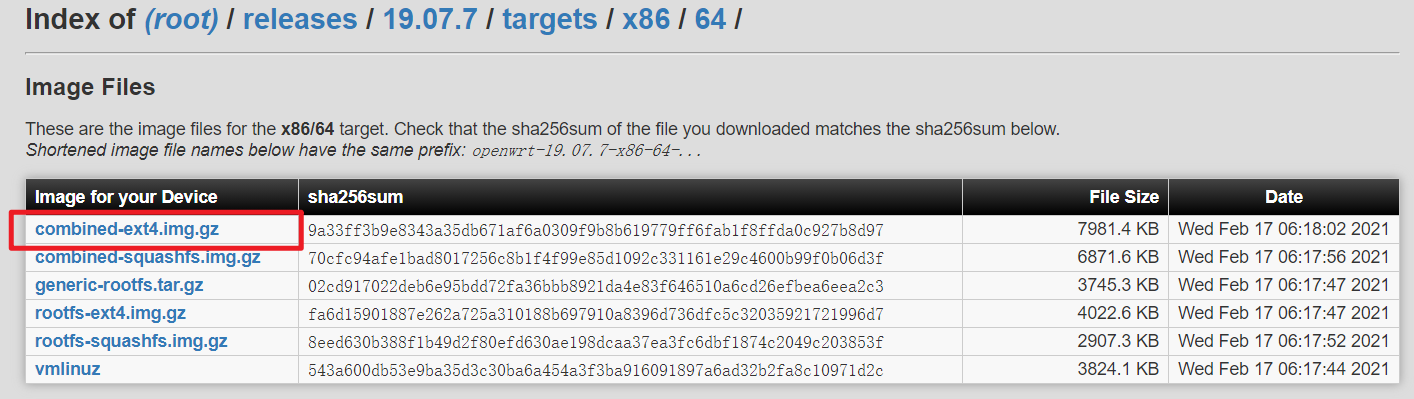 Index of (root) / releases / 19.07.7 / targets / x86 / 64 /
Image Files
These are the image files for the x86/64 target. Check that the sha256sum of the file you downloaded matches the sha256sum below.
Shortened image file names below have the same prefix: openwrt-19.07.7-x86-64-...
Image for your Device sha256sum File Size Date
combined-ext4.img.gz 9a33ff3b9e8343a35db671af6a0309f9b8b619779ff6fab1f8ffda0c927b8d97 7981.4 KB Wed Feb 17 06:18:02 2021
combined-squashfs.img.gz 70cfc94afe1bad8017256c8b1f4f99e85d1092c331161e29c4600b99f0b06d3f 6871.6 KB Wed Feb 17 06:17:56 2021
generic-rootfs.tar.gz 02cd917022deb6e95bdd72fa36bbb8921da4e83f646510a6cd26efbea6eea2c3 3745.3 KB Wed Feb 17 06:17:47 2021
rootfs-ext4.img.gz fa6d15901887e262a725a310188b697910a8396d736dfc5c32035921721996d7 4022.6 KB Wed Feb 17 06:17:47 2021
rootfs-squashfs.img.gz 8eed630b388f1b49d2f80efd630ae198dcaa37ea3fc6dbf1874c2049c203853f 2907.3 KB Wed Feb 17 06:17:52 2021
vmlinuz 543a600db53e9ba35d3c30ba6a454a3f3ba916091897a6ad32b2fa8c10971d2c 3824.1 KB Wed Feb 17 06:17:44 2021